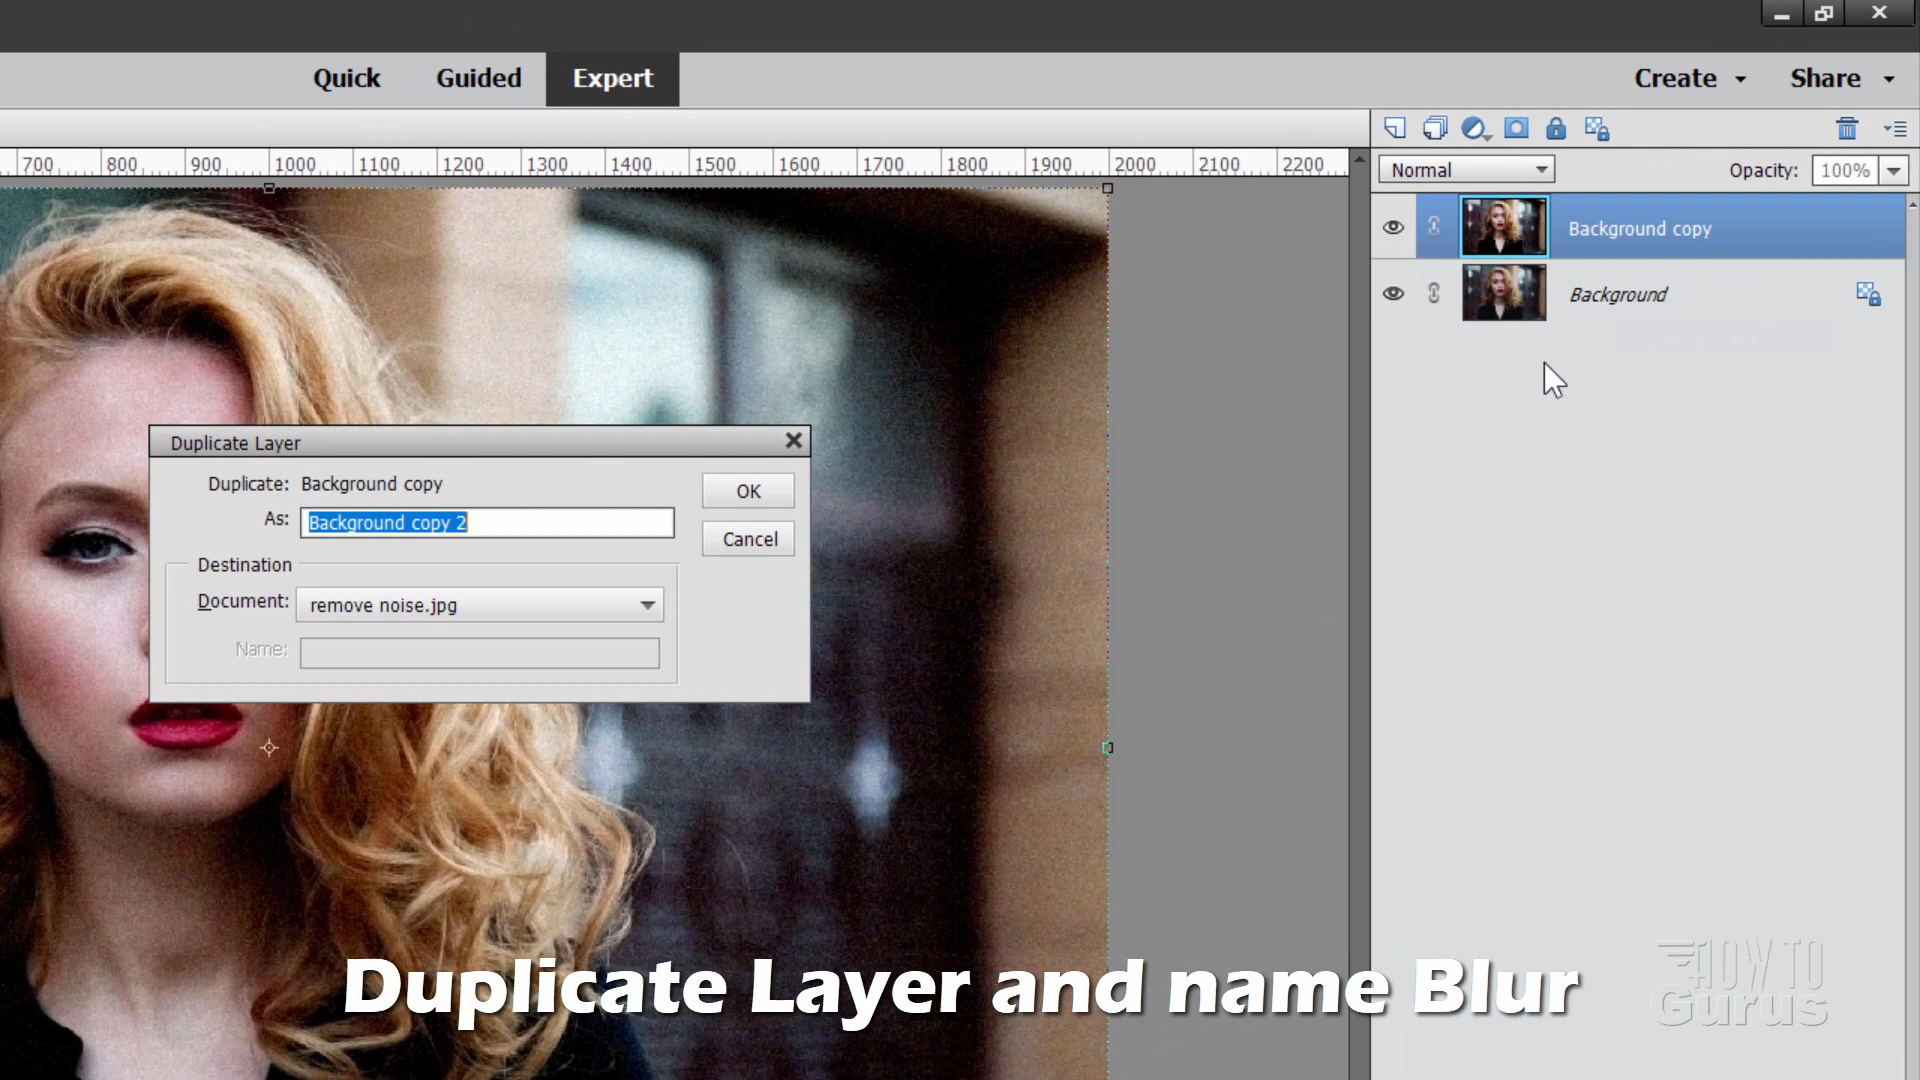 Quick Guided Expert Create Share
700 800 900 1000 1100 1200 1300 1400 1500 1600 1700 1800 1900 2000 2100 2200
Normal Opacity: 100%
Background copy
Background
Duplicate Layer
Duplicate: Background copy
OK
As: Background copy 2
Cancel
Destination
Document: remove noise.jpg
Name:
Duplicate Layer and name Blur
HOW TO
Gurus